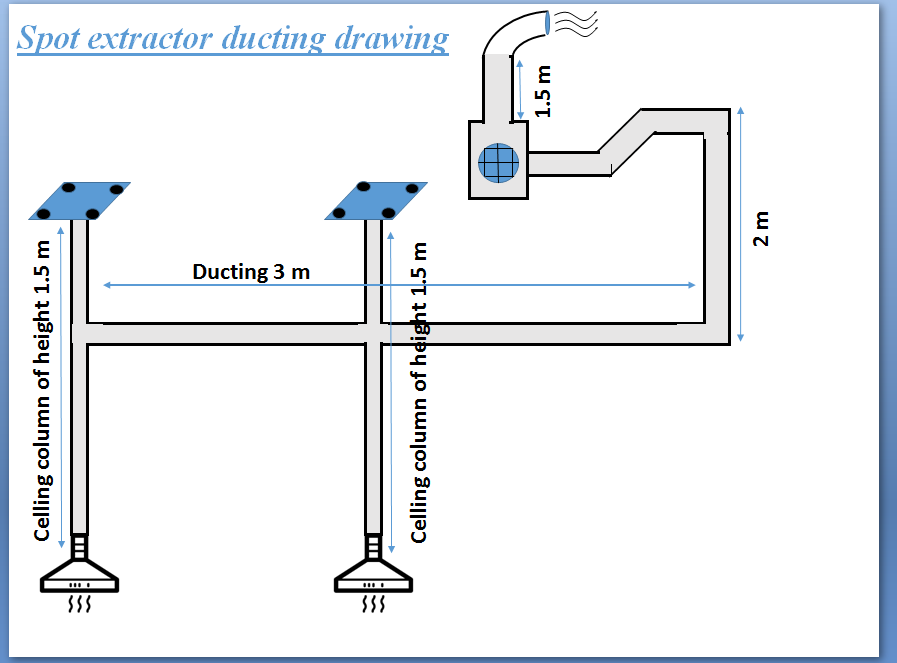 Spot extractor ducting drawing
1.5 m
2 m
Ducting 3 m
Celling column of height 1.5 m
Celling column of height 1.5 m